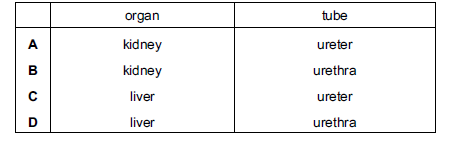 organ tube
A kidney ureter
B kidney urethra
C liver ureter
D liver urethra